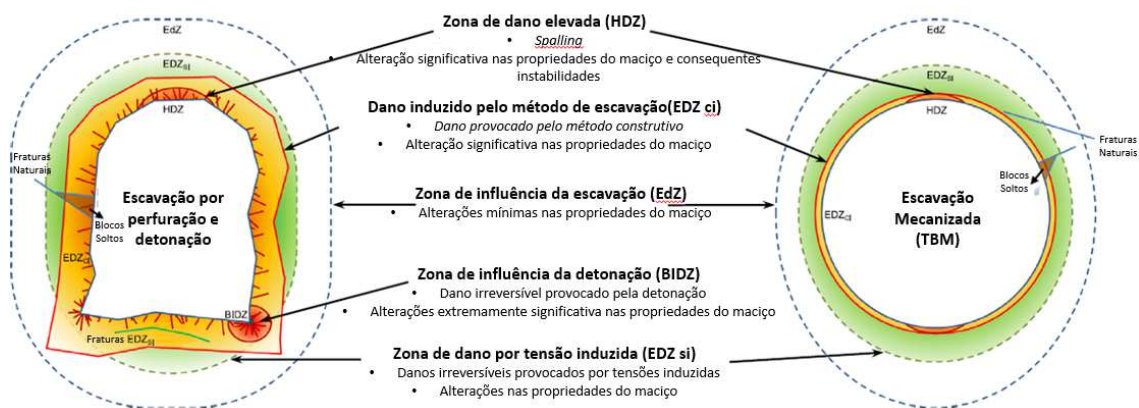 EdZ
EDZSI
HDZ
Fraturas
Naturais
Escavação por
perfuração e
detonação
Blocos
Soltos
EDZCI
BIDZ
Fraturas EDZSI
Zona de dano elevada (HDZ)
• Spalling
• Alteração significativa nas propriedades do maciço e consequentes
instabilidades
Dano induzido pelo método de escavação(EDZ ci)
• Dano provocado pelo método construtivo
• Alteração significativa nas propriedades do maciço
Zona de influência da escavação (EdZ)
• Alterações mínimas nas propriedades do maciço
Zona de influência da detonação (BIDZ)
• Dano irreversível provocado pela detonação
• Alterações extremamente significativa nas propriedades do maciço
Zona de dano por tensão induzida (EDZ si)
• Danos irreversíveis provocados por tensões induzidas
• Alterações nas propriedades do maciço
EdZ
EDZSI
HDZ
Fraturas
Naturais
Blocos
Soltos
Escavação
Mecanizada
(TBM)
EDZCI